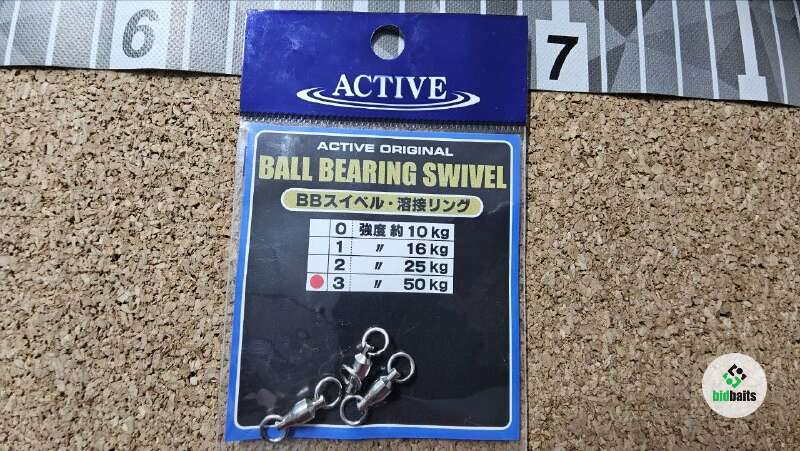 6
7
ACTIVE
ACTIVE ORIGINAL
BALL BEARING SWIVEL
BBスイベル・溶接リング
0 強度 約 10 kg
1 〃 16 kg
2 〃 25 kg
3 〃 50 kg
bidbaits